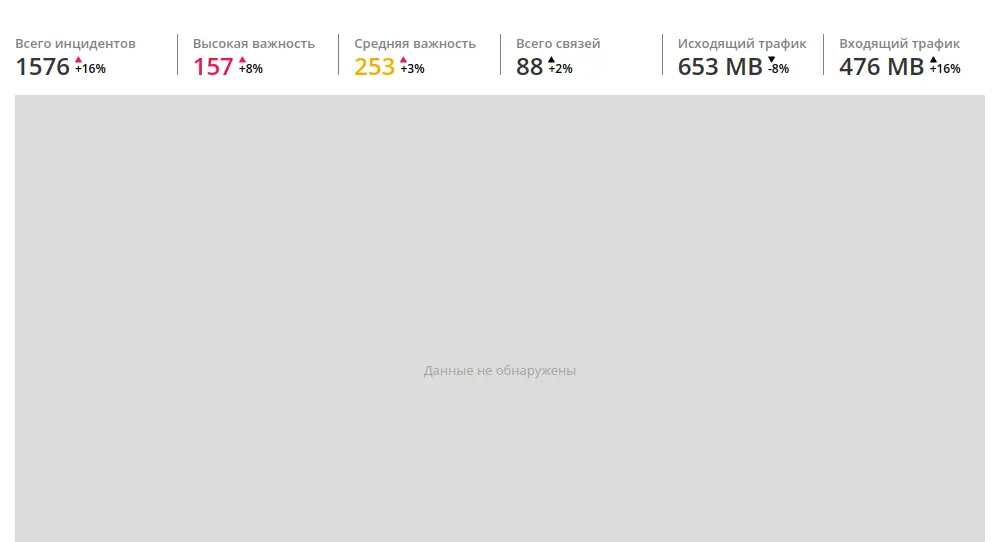 Всего инцидентов
1576 ▲ +16%
Высокая важность
157 ▲ +8%
Средняя важность
253 ▲ +3%
Всего связей
88 ▲ +2%
Исходящий трафик
653 MB ▼ -8%
Входящий трафик
476 MB ▲ +16%
Данные не обнаружены